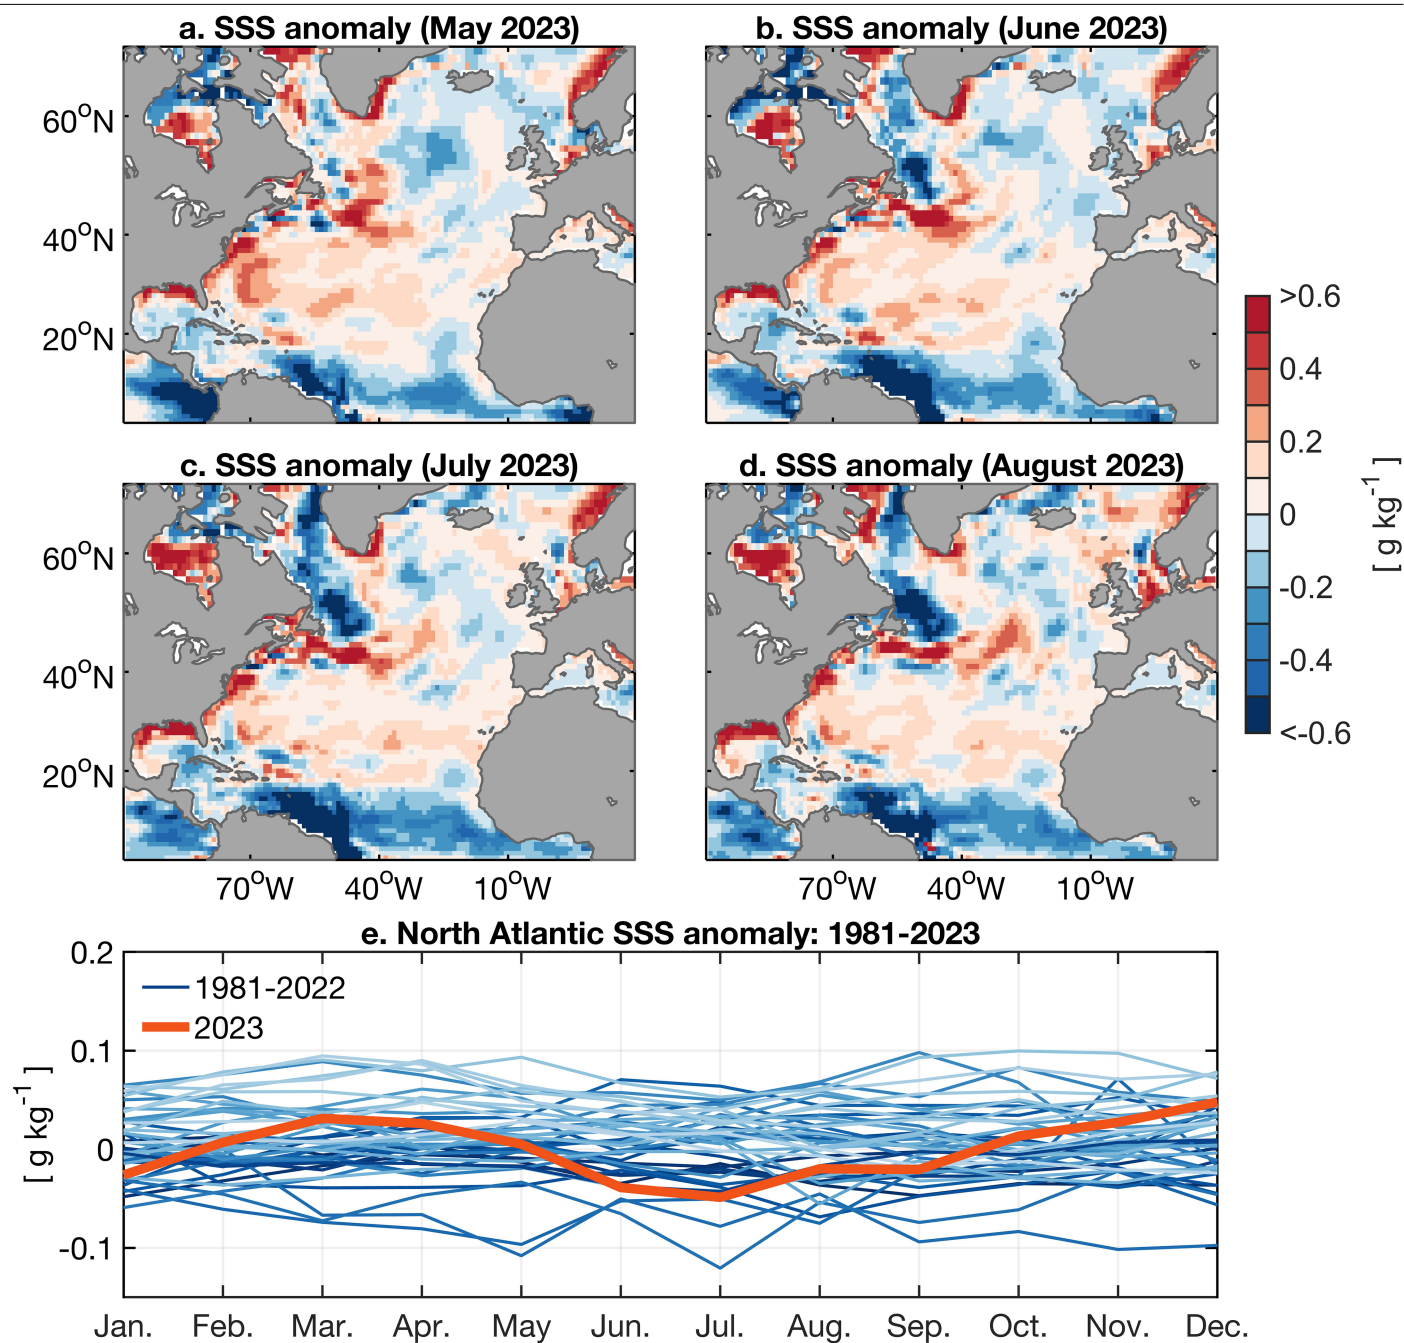 a. SSS anomaly (May 2023)
b. SSS anomaly (June 2023)
60°N
40°N
20°N
c. SSS anomaly (July 2023)
d. SSS anomaly (August 2023)
60°N
40°N
20°N
70°W 40°W 10°W
70°W 40°W 10°W
>0.6
0.4
0.2
0
-0.2
-0.4
<-0.6
[ g kg⁻¹ ]
e. North Atlantic SSS anomaly: 1981-2023
0.2
0.1
0
-0.1
[ g kg⁻¹ ]
1981-2022
2023
Jan. Feb. Mar. Apr. May Jun. Jul. Aug. Sep. Oct. Nov. Dec.